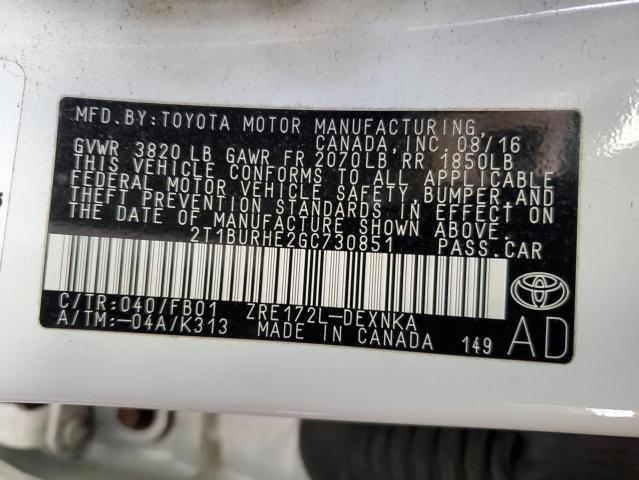 MFD. BY: TOYOTA MOTOR MANUFACTURING,
CANADA, INC. 08/16
GVWR 3820 LB GAWR FR 2070LB RR 1850LB
THIS VEHICLE CONFORMS TO ALL APPLICABLE
FEDERAL MOTOR VEHICLE SAFETY, BUMPER, AND
THEFT PREVENTION STANDARDS IN EFFECT ON
THE DATE OF MANUFACTURE SHOWN ABOVE.
2T1BURHE2GC730851 PASS.CAR
C/TR:040/FB01 ZRE172L-DEXNKA
A/TM:-04A/K313 MADE IN CANADA 149 AD